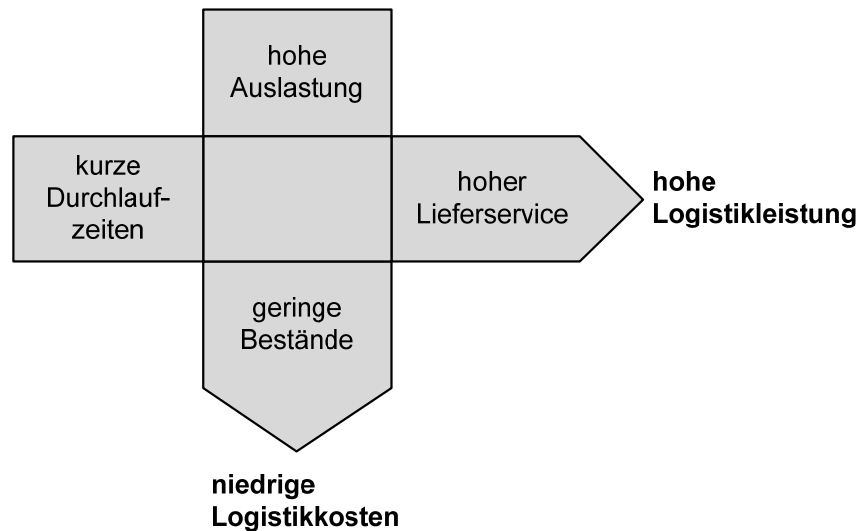 hohe
Auslastung
kurze
Durchlauf-
zeiten
hoher
Lieferservice
hohe
Logistikleistung
geringe
Bestände
niedrige
Logistikkosten